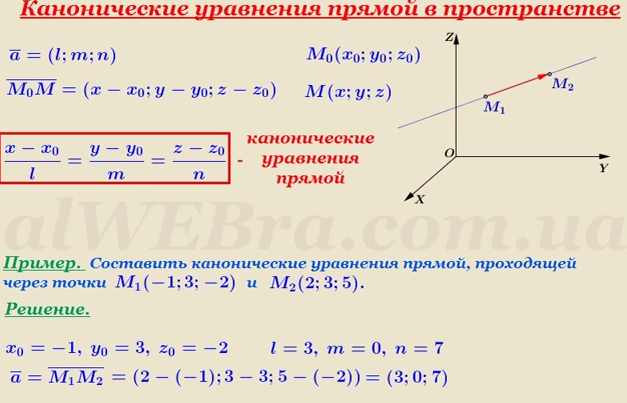 Канонические уравнения прямой в пространстве
a̅ = (l; m; n)
M₀(x₀; y₀; z₀)
M₀M̅ = (x − x₀; y − y₀; z − z₀)
M(x; y; z)
(x − x₀)/l = (y − y₀)/m = (z − z₀)/n
- канонические
уравнения
прямой
Z
M₁
M₂
O
Y
X
alWEBra.com.ua
Пример. Составить канонические уравнения прямой, проходящей
через точки M₁(−1; 3; −2) и M₂(2; 3; 5).
Решение.
x₀ = −1, y₀ = 3, z₀ = −2 l = 3, m = 0, n = 7
a̅ = M₁M₂ = (2 − (−1); 3 − 3; 5 − (−2)) = (3; 0; 7)